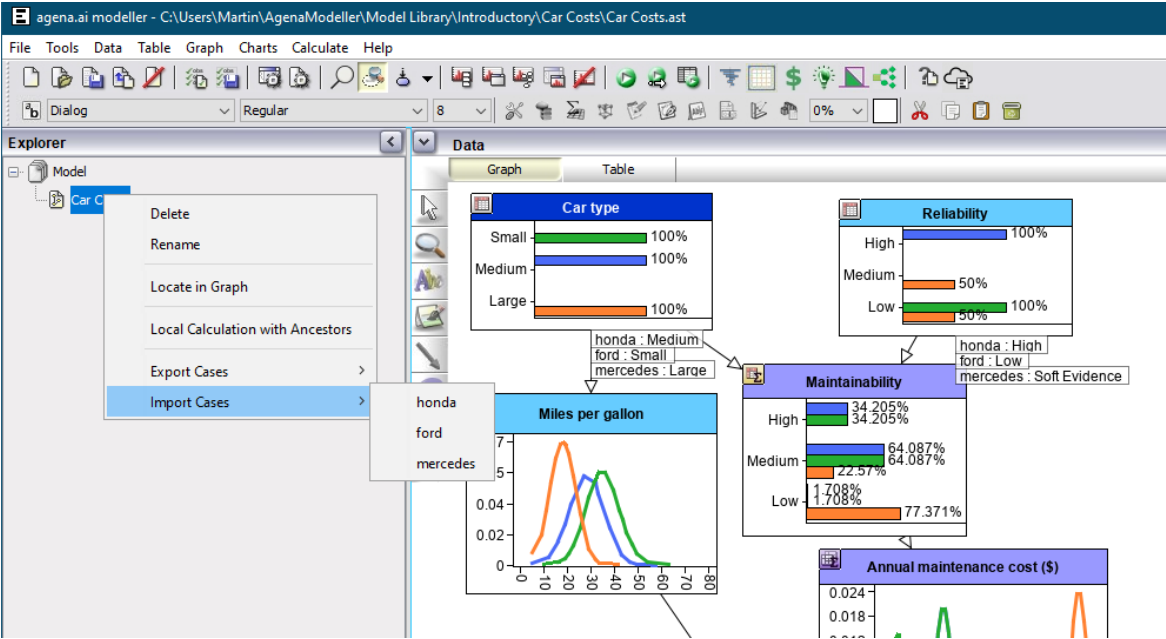 agena.ai modeller - C:\Users\Martin\AgenaModeller\Model Library\Introductory\Car Costs\Car Costs.ast
File Tools Data Table Graph Charts Calculate Help
Dialog Regular 8 0%
Explorer
Model
Car C
Delete
Rename
Locate in Graph
Local Calculation with Ancestors
Export Cases
Import Cases
honda
ford
mercedes
Data
Graph Table
Car type
Small 100%
Medium 100%
Large 100%
honda : Medium
ford : Small
mercedes : Large
Reliability
High 100%
Medium 50%
Low 100%
50%
honda : High
ford : Low
mercedes : Soft Evidence
Miles per gallon
0.04
0.02
0
0 10 20 30 40 50 60 70 80
Maintainability
High 34.205%
34.205%
Medium 64.087%
64.087%
22.57%
Low 1.708%
1.708%
77.371%
Annual maintenance cost ($)
0.024
0.018